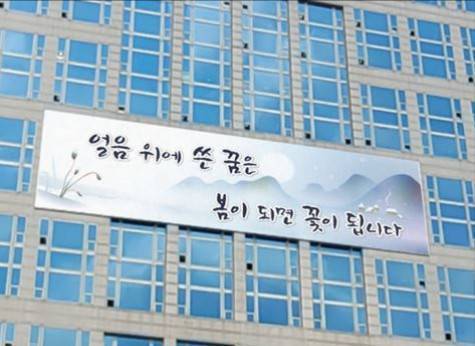 얼음 위에 쓴 꿈은
봄이 되면 꽃이 됩니다